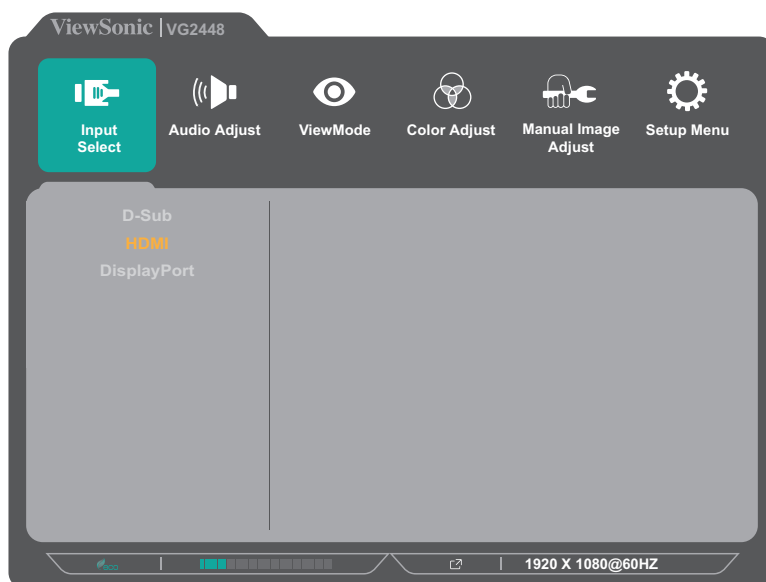 ViewSonic | VG2448
Input Select
Audio Adjust
ViewMode
Color Adjust
Manual Image Adjust
Setup Menu
D-Sub
HDMI
DisplayPort
eco
1920 X 1080@60HZ